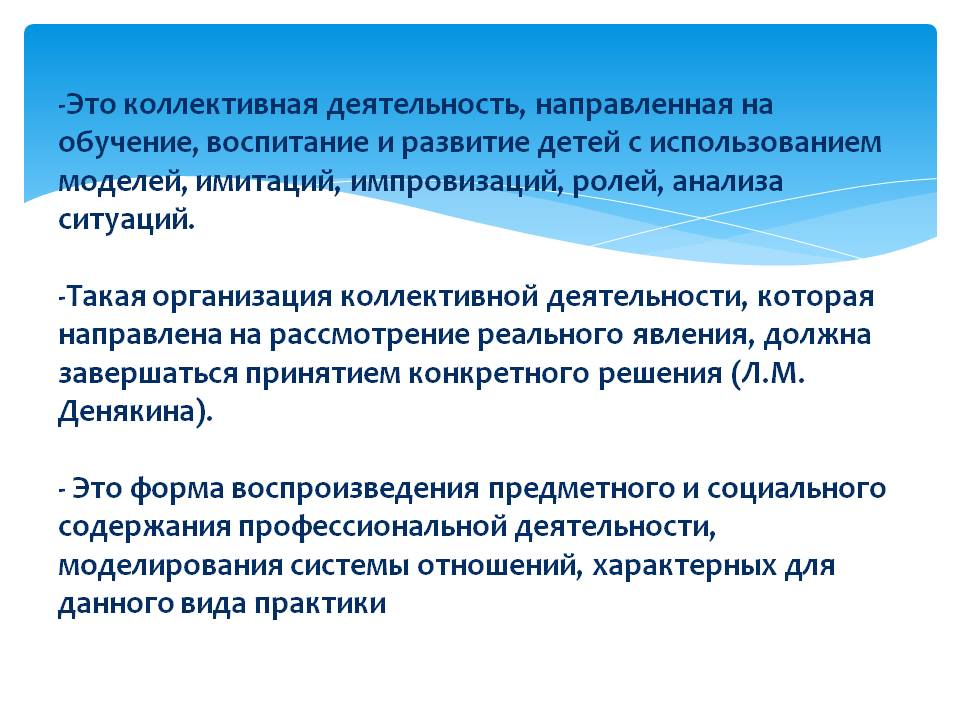 -Это коллективная деятельность, направленная на
обучение, воспитание и развитие детей с использованием
моделей, имитаций, импровизаций, ролей, анализа
ситуаций.
-Такая организация коллективной деятельности, которая
направлена на рассмотрение реального явления, должна
завершаться принятием конкретного решения (Л.М.
Денякина).
- Это форма воспроизведения предметного и социального
содержания профессиональной деятельности,
моделирования системы отношений, характерных для
данного вида практики